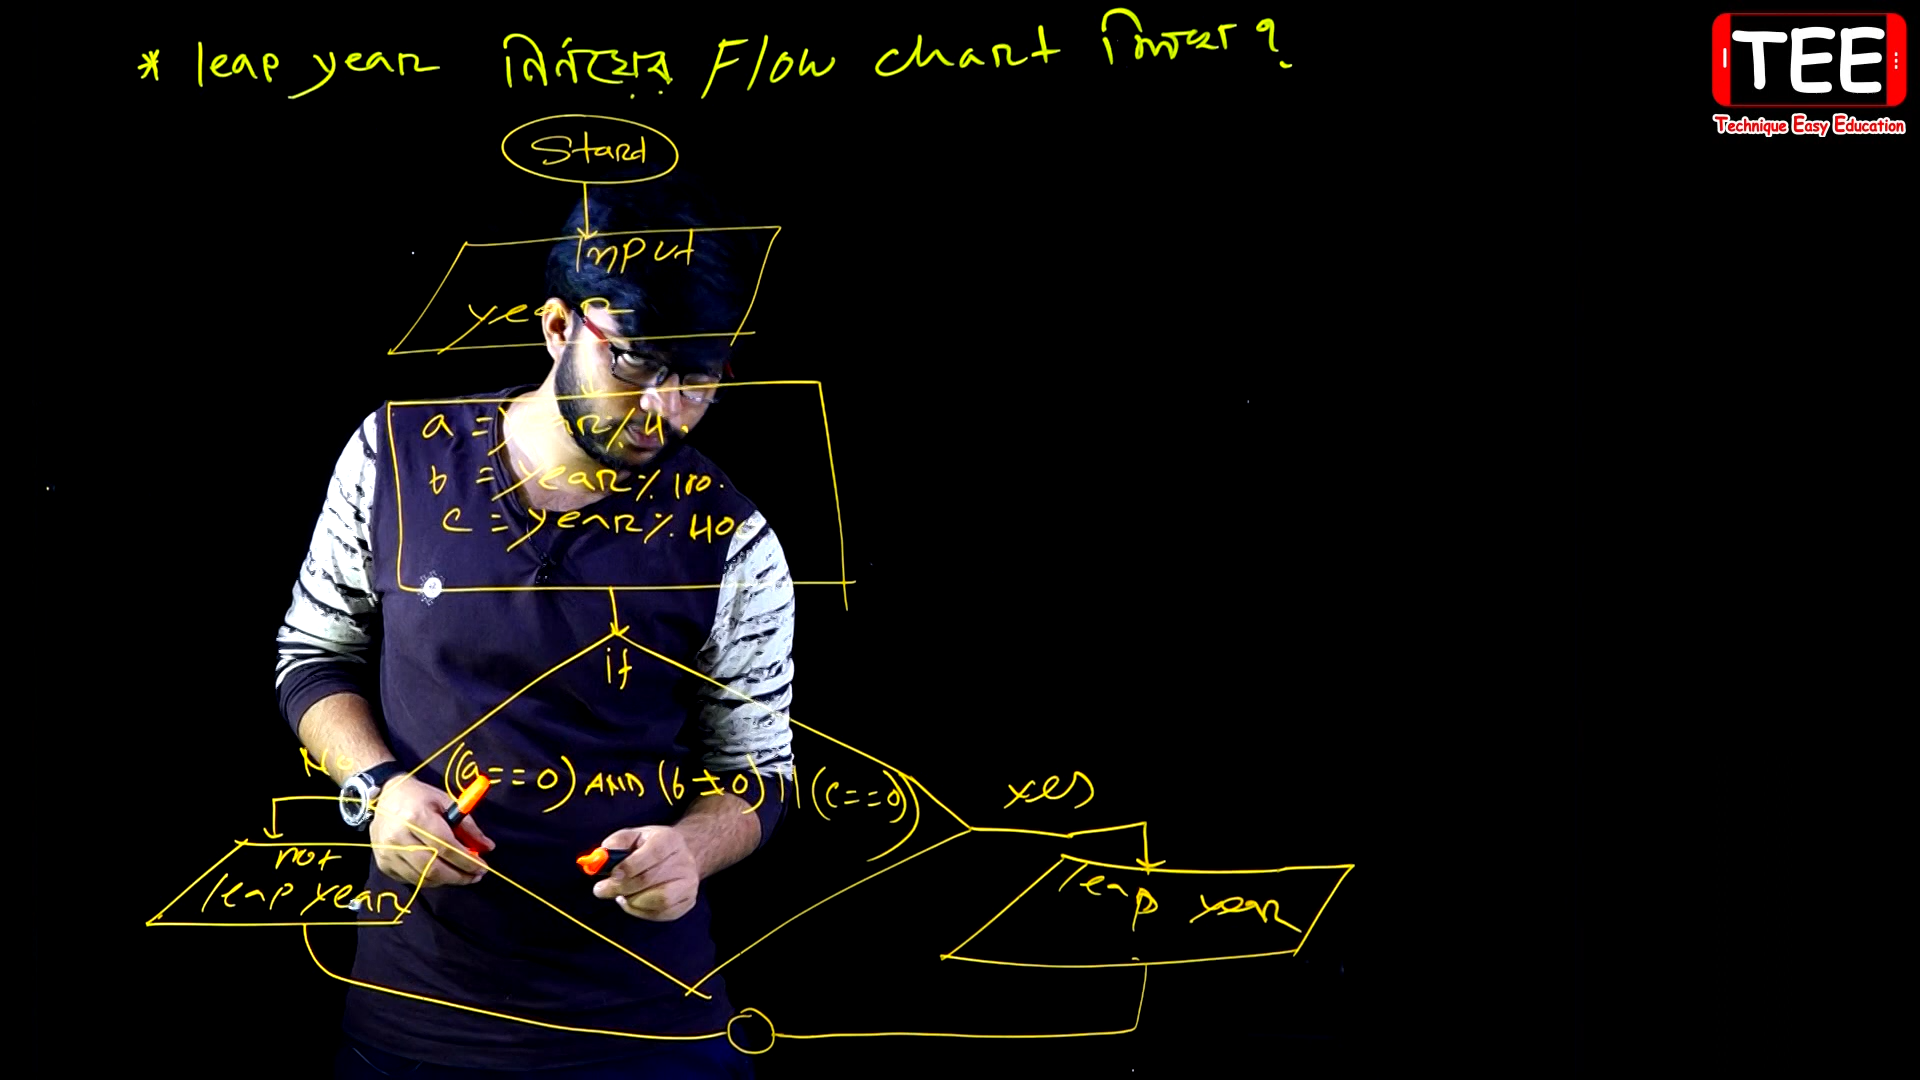 * leap year নির্ণয়ের Flow chart লিখো?
TEE
Technique Easy Education
Start
Input
year
a = year % 4.
b = year % 100.
c = year % 400
if
No
((a==0) AND (b≠0) || (c==0))
yes
not
leap year
leap year